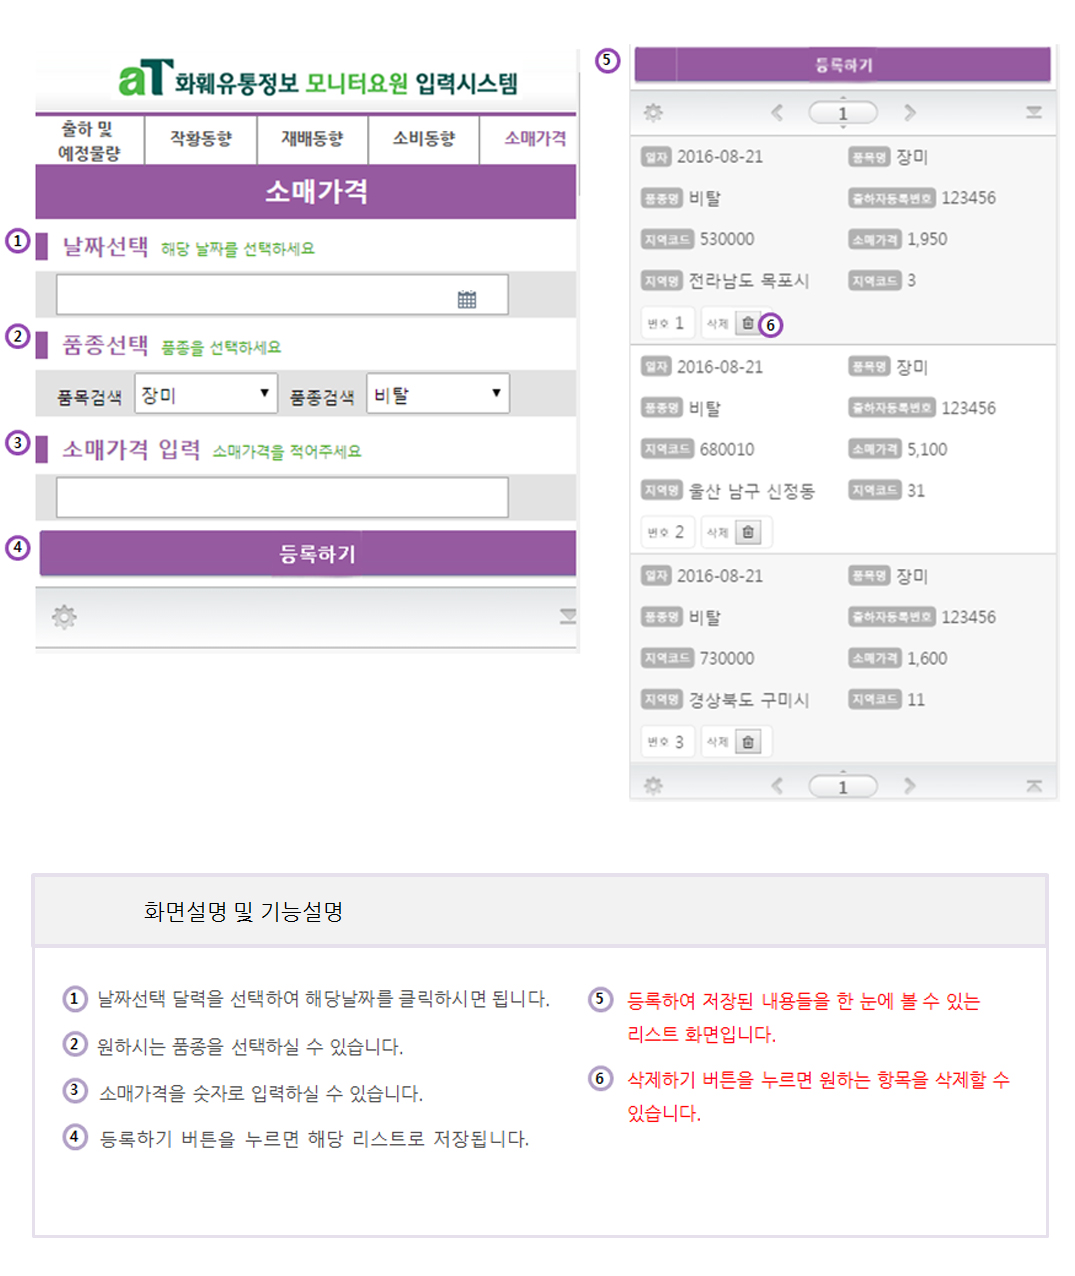 aT 화훼유통정보 모니터요원 입력시스템
출하 및
예정물량
작황동향
재배동향
소비동향
소매가격
소매가격
1
날짜선택 해당 날짜를 선택하세요
2
품종선택 품종을 선택하세요
품목검색 장미 품종검색 비탈
3
소매가격 입력 소매가격을 적어주세요
4
등록하기
5
등록하기
1
일자 2016-08-21 품목명 장미
품종명 비탈 출하자등록번호 123456
지역코드 530000 소매가격 1,950
지역명 전라남도 목포시 지역코드 3
번호 1 삭제 6
일자 2016-08-21 품목명 장미
품종명 비탈 출하자등록번호 123456
지역코드 680010 소매가격 5,100
지역명 울산 남구 신정동 지역코드 31
번호 2 삭제
일자 2016-08-21 품목명 장미
품종명 비탈 출하자등록번호 123456
지역코드 730000 소매가격 1,600
지역명 경상북도 구미시 지역코드 11
번호 3 삭제
1
화면설명 및 기능설명
1 날짜선택 달력을 선택하여 해당날짜를 클릭하시면 됩니다.
2 원하시는 품종을 선택하실 수 있습니다.
3 소매가격을 숫자로 입력하실 수 있습니다.
4 등록하기 버튼을 누르면 해당 리스트로 저장됩니다.
5 등록하여 저장된 내용들을 한 눈에 볼 수 있는
리스트 화면입니다.
6 삭제하기 버튼을 누르면 원하는 항목을 삭제할 수
있습니다.